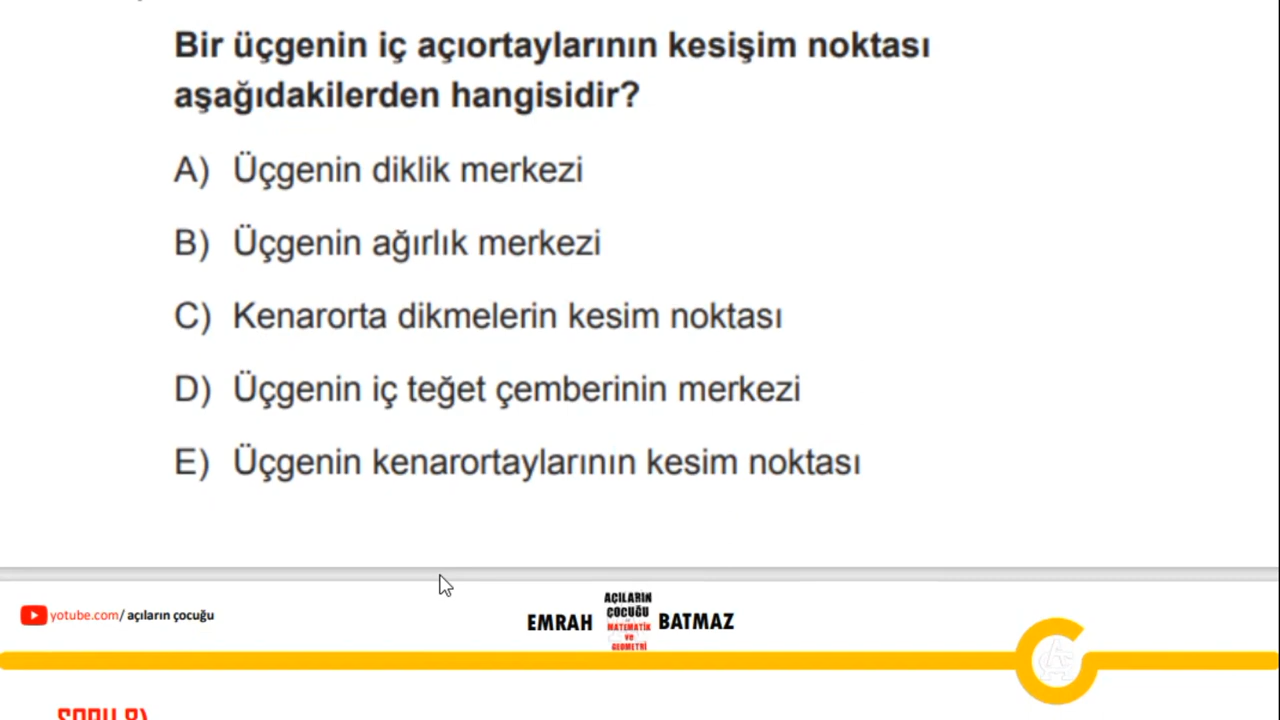 Bir üçgenin iç açıortaylarının kesişim noktası
aşağıdakilerden hangisidir?
A) Üçgenin diklik merkezi
B) Üçgenin ağırlık merkezi
C) Kenarorta dikmelerin kesim noktası
D) Üçgenin iç teğet çemberinin merkezi
E) Üçgenin kenarortaylarının kesim noktası
yotube.com/ açıların çocuğu
EMRAH
AÇILARIN
ÇOCUĞU
MATEMATİK
ve
GEOMETRİ
BATMAZ
SORU 8)